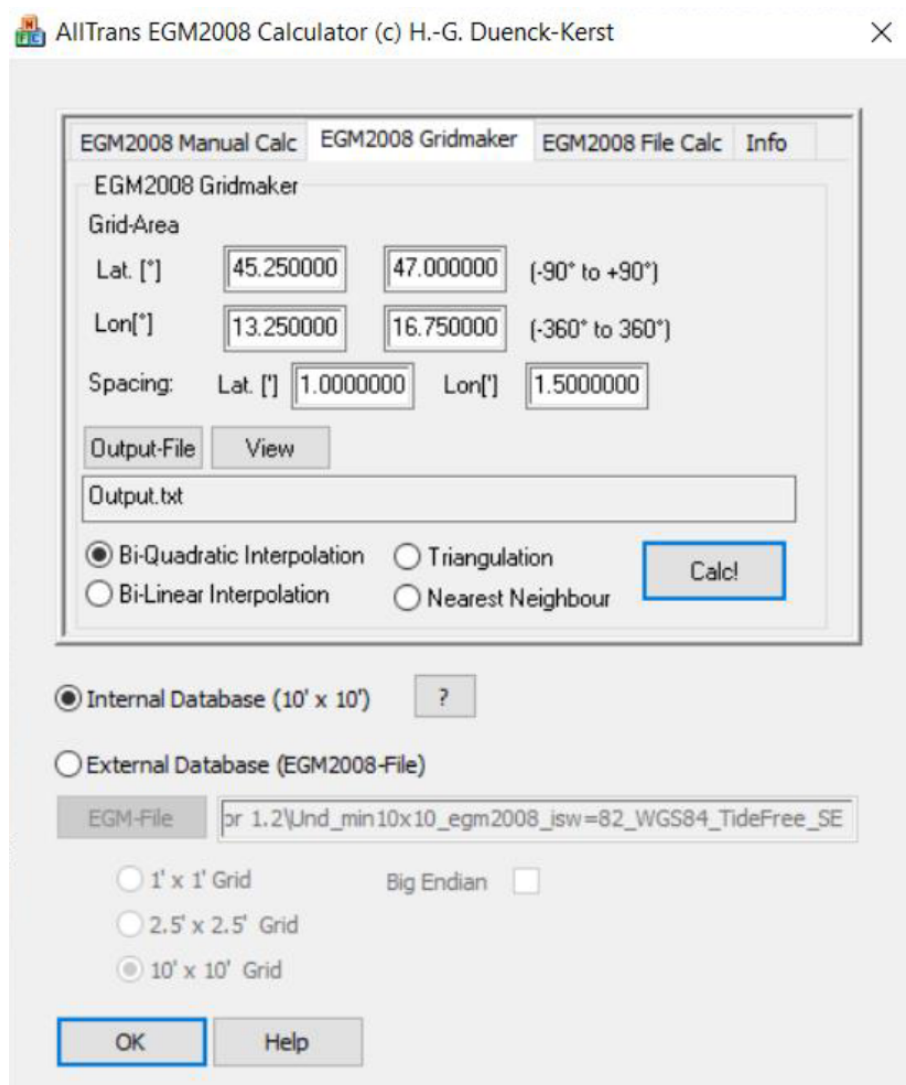 AllTrans EGM2008 Calculator (c) H.-G. Duenck-Kerst
EGM2008 Manual Calc EGM2008 Gridmaker EGM2008 File Calc Info
EGM2008 Gridmaker
Grid-Area
Lat. [°] 45.250000 47.000000 (-90° to +90°)
Lon[°] 13.250000 16.750000 (-360° to 360°)
Spacing: Lat. ['] 1.0000000 Lon['] 1.5000000
Output-File View
Output.txt
Bi-Quadratic Interpolation Triangulation
Calc!
Bi-Linear Interpolation Nearest Neighbour
Internal Database (10' x 10') ?
External Database (EGM2008-File)
EGM-File or 1.2\Und_min10x10_egm2008_isw=82_WGS84_TideFree_SE
1' x 1' Grid Big Endian
2.5' x 2.5' Grid
10' x 10' Grid
OK Help